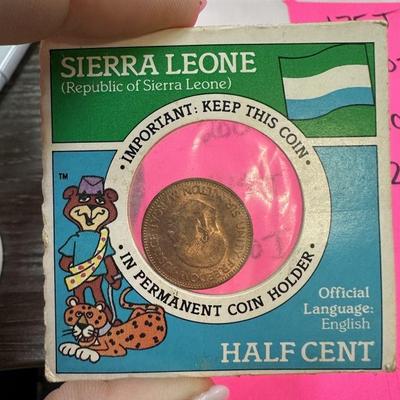 SIERRA LEONE
(Republic of Sierra Leone)
• IMPORTANT: KEEP THIS COIN •
IN PERMANENT COIN HOLDER
TM
Official
Language:
English
HALF CENT